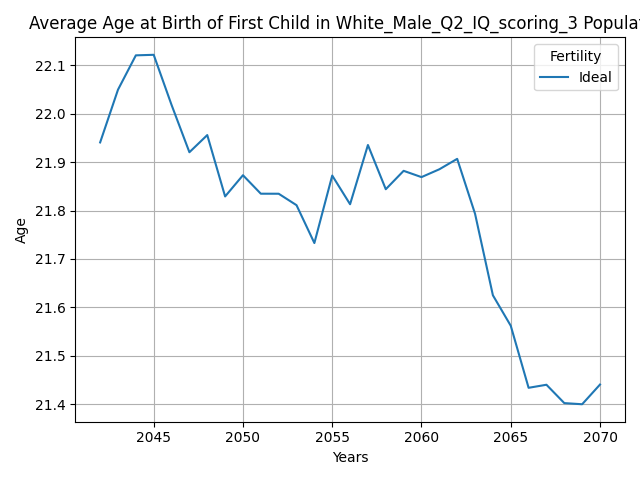 Average Age at Birth of First Child in White_Male_Q2_IQ_scoring_3 Populat
Fertility
Ideal
Age
22.1
22.0
21.9
21.8
21.7
21.6
21.5
21.4
2045 2050 2055 2060 2065 2070
Years